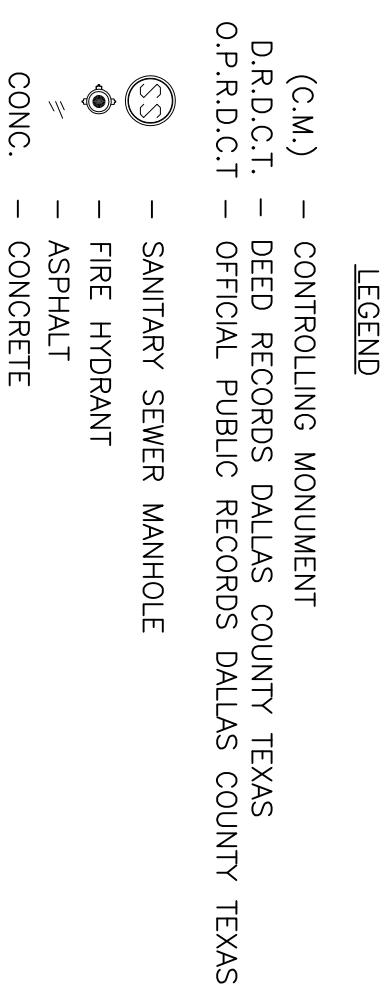 LEGEND
(C.M.) - CONTROLLING MONUMENT
D.R.D.C.T. - DEED RECORDS DALLAS COUNTY TEXAS
O.P.R.D.C.T - OFFICIAL PUBLIC RECORDS DALLAS COUNTY TEXAS
SS - SANITARY SEWER MANHOLE
- FIRE HYDRANT
- ASPHALT
CONC. - CONCRETE